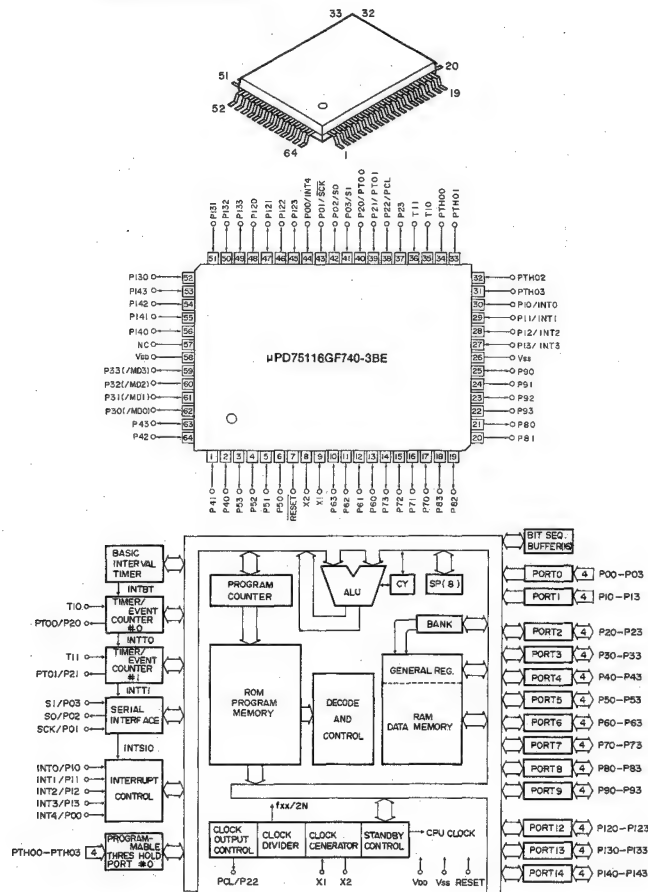 33 32
51
20
52
19
64
1
P131
P132
P133
P120
P121
P122
P123
P00/INT4
P01/SCK
P02/SO
P03/SI
P20/PTO0
P21/PTO1
P22/PCL
P23
TI1
TI0
PTH00
PTH01
51 50 49 48 47 46 45 44 43 42 41 40 39 38 37 36 35 34 33
P130 52
P143 53
P142 54
P141 55
P140 56
NC 57
VDD 58
P33(/MD3) 59
P32(/MD2) 60
P31(/MD1) 61
P30(/MD0) 62
P43 63
P42 64
μPD75116GF740-3BE
32 PTH02
31 PTH03
30 P10/INT0
29 P11/INT1
28 P12/INT2
27 P13/INT3
26 Vss
25 P90
24 P91
23 P92
22 P93
21 P80
20 P81
1 2 3 4 5 6 7 8 9 10 11 12 13 14 15 16 17 18 19
P41
P40
P53
P52
P51
P50
RESET
X2
X1
P63
P62
P61
P60
P73
P72
P71
P70
P83
P82
BASIC
INTERVAL
TIMER
INTBT
TI0
PTO0/P20
TIMER/
EVENT
COUNTER
#0
INTT0
TI1
PTO1/P21
TIMER/
EVENT
COUNTER
#1
INTT1
SI/P03
SO/P02
SCK/P01
SERIAL
INTERFACE
INTSIO
INT0/P10
INT1/P11
INT2/P12
INT3/P13
INT4/P00
INTERRUPT
CONTROL
PTH00-PTH03 4
PROGRAM-
MABLE
THRES HOLD
PORT #0
PROGRAM
COUNTER
ALU
CY
SP(8)
BANK
GENERAL REG.
ROM
PROGRAM
MEMORY
DECODE
AND
CONTROL
RAM
DATA MEMORY
fxx/2N
CLOCK
OUTPUT
CONTROL
CLOCK
DIVIDER
CLOCK
GENERATOR
STANDBY
CONTROL
CPU CLOCK
PCL/P22
X1 X2
VDD Vss RESET
BIT SEQ.
BUFFER(16)
PORT0 4 P00-P03
PORT1 4 P10-P13
PORT2 4 P20-P23
PORT3 4 P30-P33
PORT4 4 P40-P43
PORT5 4 P50-P53
PORT6 4 P60-P63
PORT7 4 P70-P73
PORT8 4 P80-P83
PORT9 4 P90-P93
PORT12 4 P120-P123
PORT13 4 P130-P133
PORT14 4 P140-P143